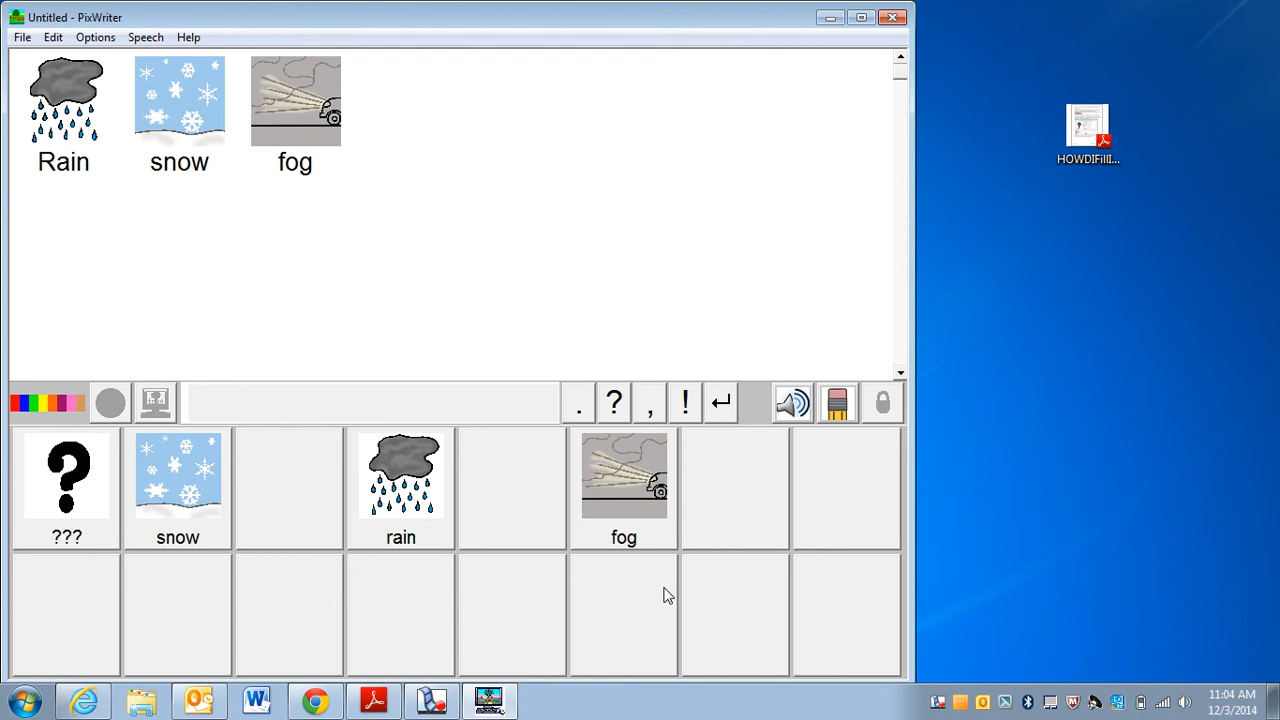 Untitled - PixWriter
File Edit Options Speech Help
Rain snow fog
. ? , !
?
??? snow rain fog
HOWDIFillI...
11:04 AM
12/3/2014